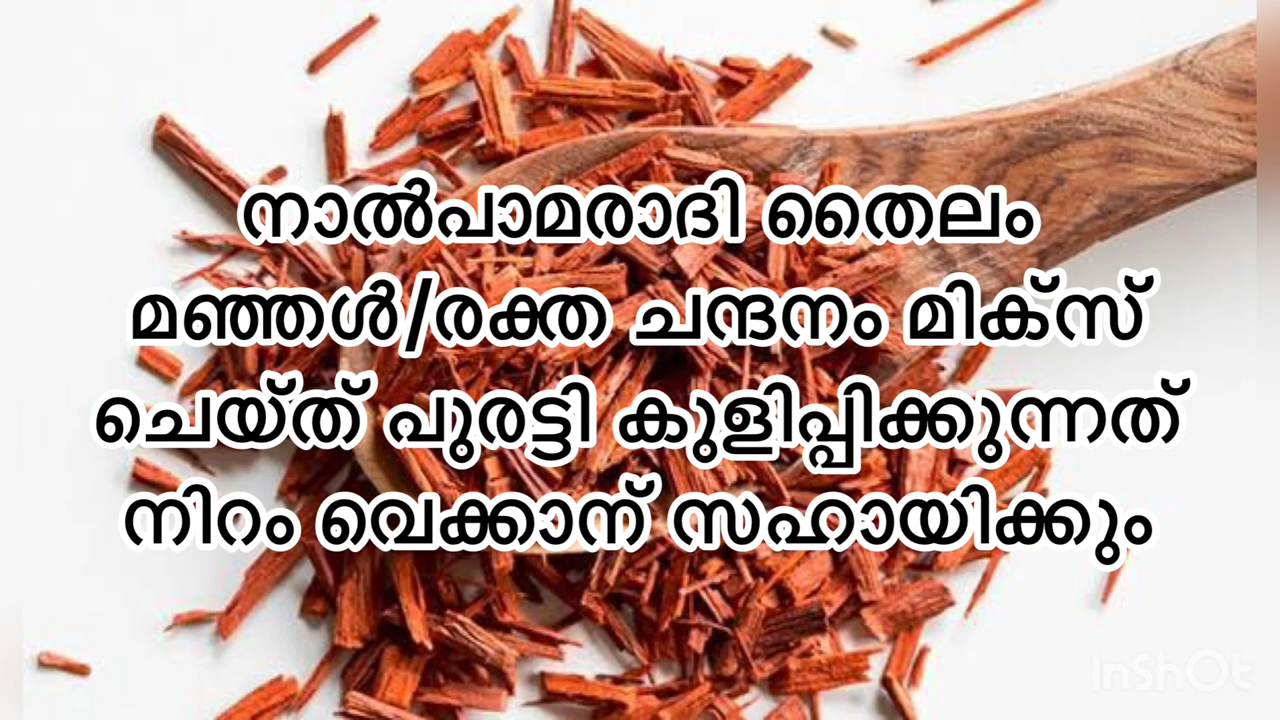 നാൽപാമരാദി തൈലം
മഞ്ഞൾ/രക്ത ചന്ദനം മിക്സ്
ചെയ്ത് പുരട്ടി കുളിപ്പിക്കുന്നത്
നിറം വെക്കാന് സഹായിക്കും
InShOt